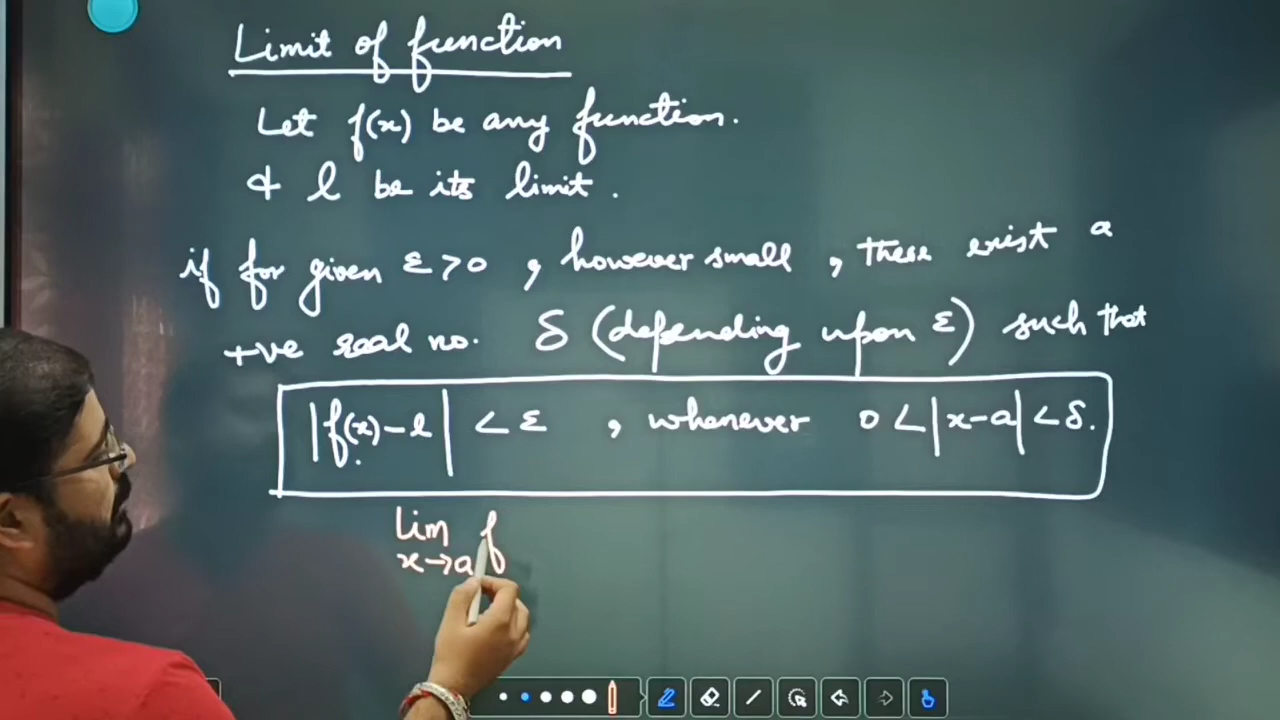 Limit of function
Let f(x) be any function.
& l be its limit.
if for given ε > 0 , however small , there exist a
+ve real no. δ (depending upon ε) such that
|f(x) - l| < ε , whenever 0 < |x-a| < δ.
lim f
x→a